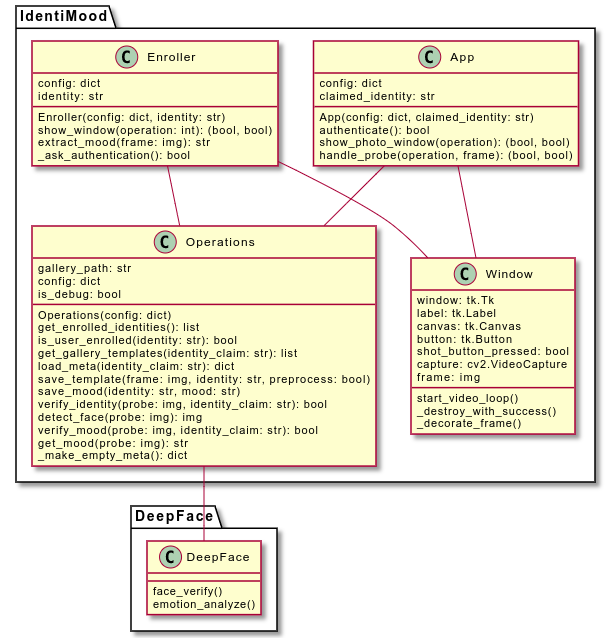 IdentiMood
C Enroller
config: dict
identity: str
Enroller(config: dict, identity: str)
show_window(operation: int): (bool, bool)
extract_mood(frame: img): str
_ask_authentication(): bool
C App
config: dict
claimed_identity: str
App(config: dict, claimed_identity: str)
authenticate(): bool
show_photo_window(operation): (bool, bool)
handle_probe(operation, frame): (bool, bool)
C Operations
gallery_path: str
config: dict
is_debug: bool
Operations(config: dict)
get_enrolled_identities(): list
is_user_enrolled(identity: str): bool
get_gallery_templates(identity_claim: str): list
load_meta(identity_claim: str): dict
save_template(frame: img, identity: str, preprocess: bool)
save_mood(identity: str, mood: str)
verify_identity(probe: img, identity_claim: str): bool
detect_face(probe: img): img
verify_mood(probe: img, identity_claim: str): bool
get_mood(probe: img): str
_make_empty_meta(): dict
C Window
window: tk.Tk
label: tk.Label
canvas: tk.Canvas
button: tk.Button
shot_button_pressed: bool
capture: cv2.VideoCapture
frame: img
start_video_loop()
_destroy_with_success()
_decorate_frame()
DeepFace
C DeepFace
face_verify()
emotion_analyze()